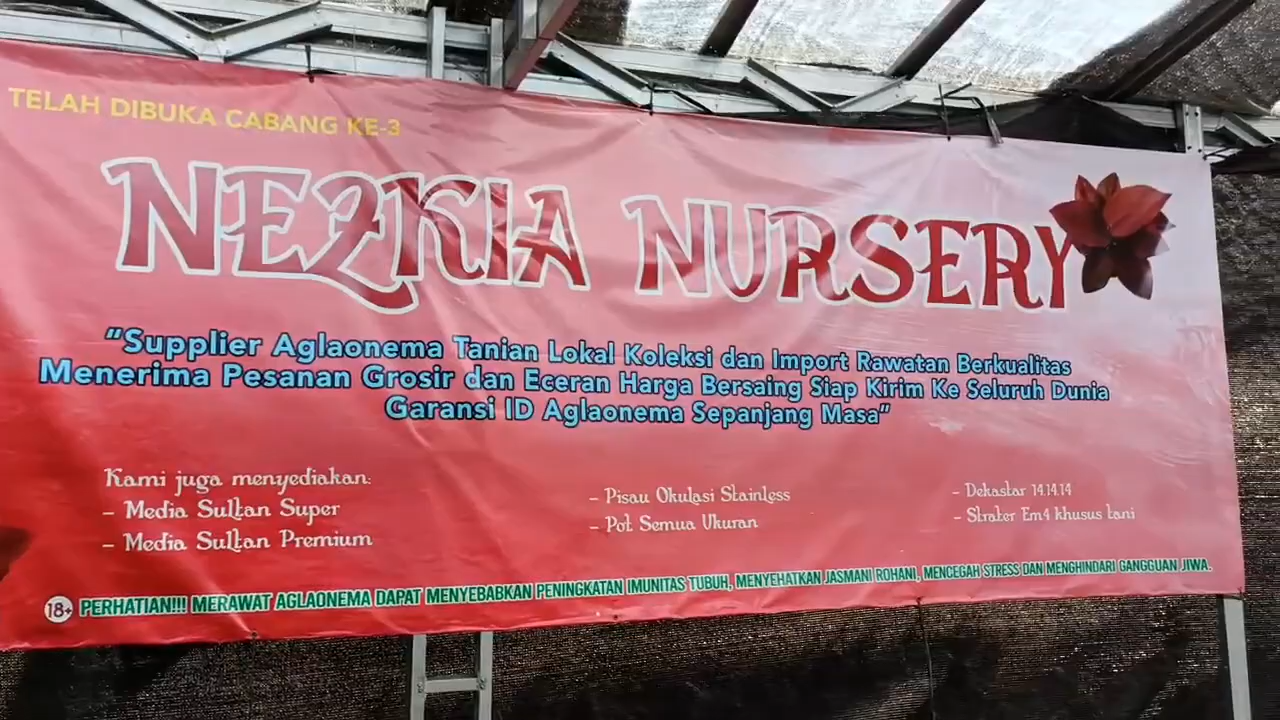 TELAH DIBUKA CABANG KE-3
NEZKIA NURSERY
"Supplier Aglaonema Tanian Lokal Koleksi dan Import Rawatan Berkualitas
Menerima Pesanan Grosir dan Eceran Harga Bersaing Siap Kirim Ke Seluruh Dunia
Garansi ID Aglaonema Sepanjang Masa"
Kami juga menyediakan:
- Media Sultan Super
- Media Sultan Premium
- Pisau Okulasi Stainless
- Pot Semua Ukuran
- Dekastar 14.14.14
- Strater Em4 khusus tani
18+ PERHATIAN!!! MERAWAT AGLAONEMA DAPAT MENYEBABKAN PENINGKATAN IMUNITAS TUBUH, MENYEHATKAN JASMANI ROHANI, MENCEGAH STRESS DAN MENGHINDARI GANGGUAN JIWA.